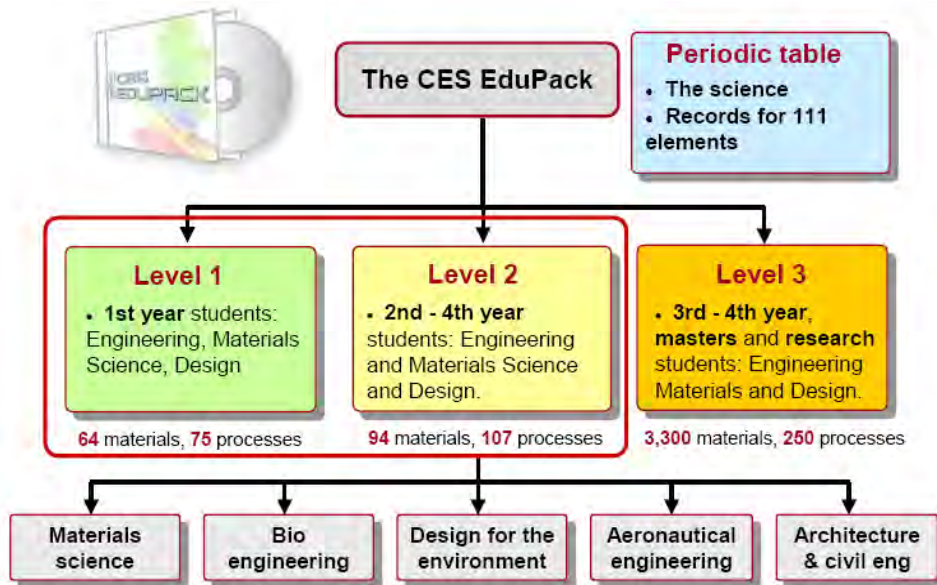 CES
EDUPACK
The CES EduPack
Periodic table
• The science
• Records for 111
elements
Level 1
• 1st year students:
Engineering, Materials
Science, Design
64 materials, 75 processes
Level 2
• 2nd - 4th year
students: Engineering
and Materials Science
and Design.
94 materials, 107 processes
Level 3
• 3rd - 4th year,
masters and research
students: Engineering
Materials and Design.
3,300 materials, 250 processes
Materials
science
Bio
engineering
Design for the
environment
Aeronautical
engineering
Architecture
& civil eng